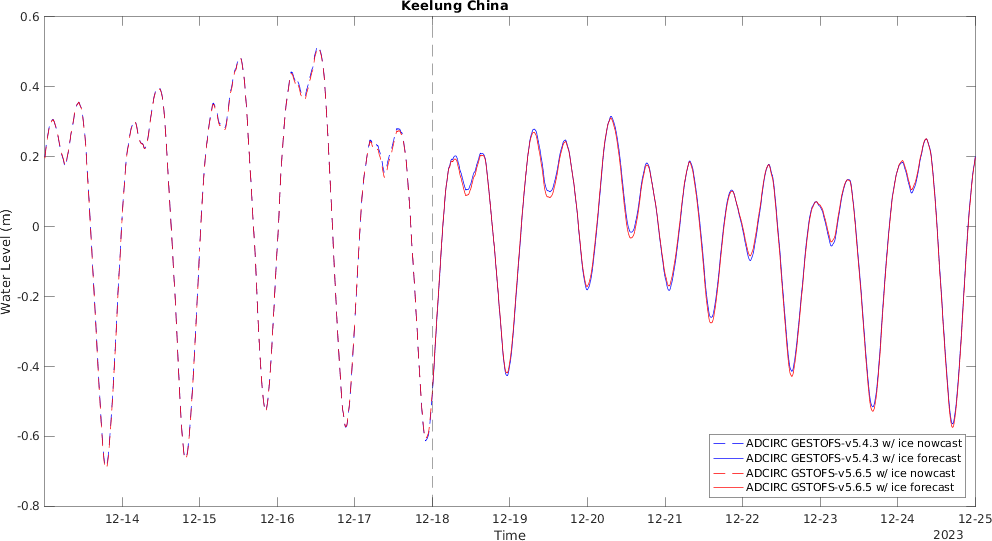 Keelung China
0.6
0.4
0.2
0
-0.2
-0.4
-0.6
-0.8
Water Level (m)
ADCIRC GESTOFS-v5.4.3 w/ ice nowcast
ADCIRC GESTOFS-v5.4.3 w/ ice forecast
ADCIRC GSTOFS-v5.6.5 w/ ice nowcast
ADCIRC GSTOFS-v5.6.5 w/ ice forecast
12-14 12-15 12-16 12-17 12-18 12-19 12-20 12-21 12-22 12-23 12-24 12-25
Time
2023